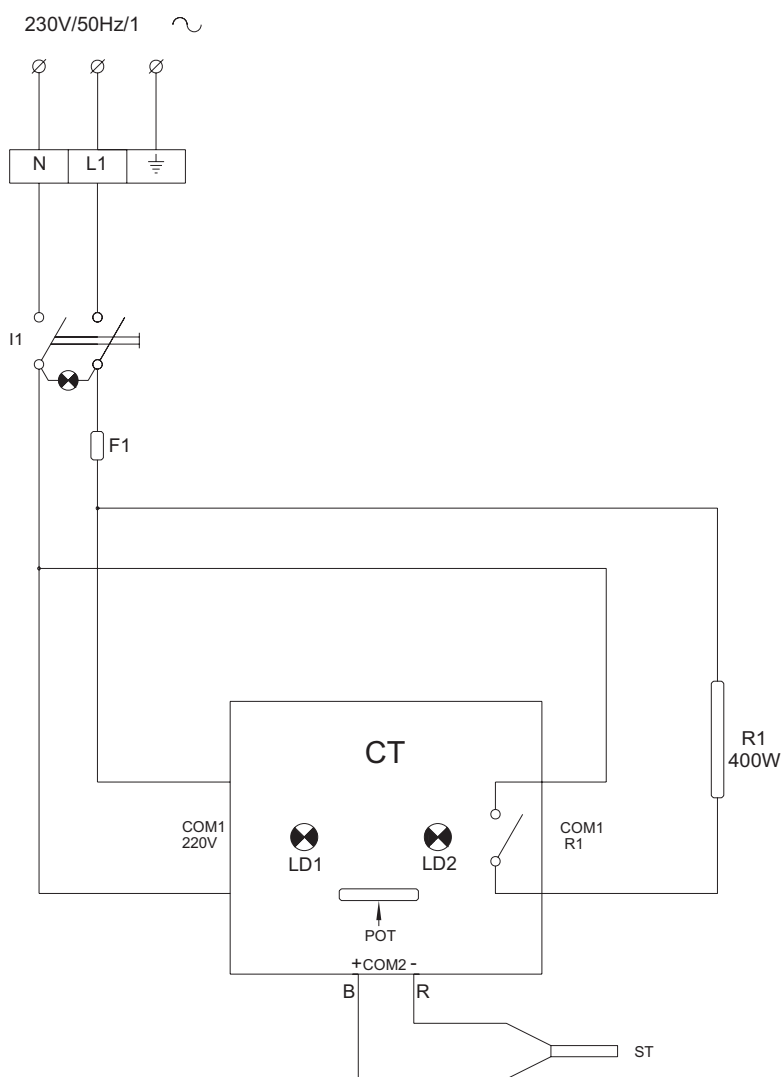 230V/50Hz/1
N L1
I1
F1
CT
R1
400W
COM1
220V
LD1
LD2
COM1
R1
POT
+COM2-
B R
ST